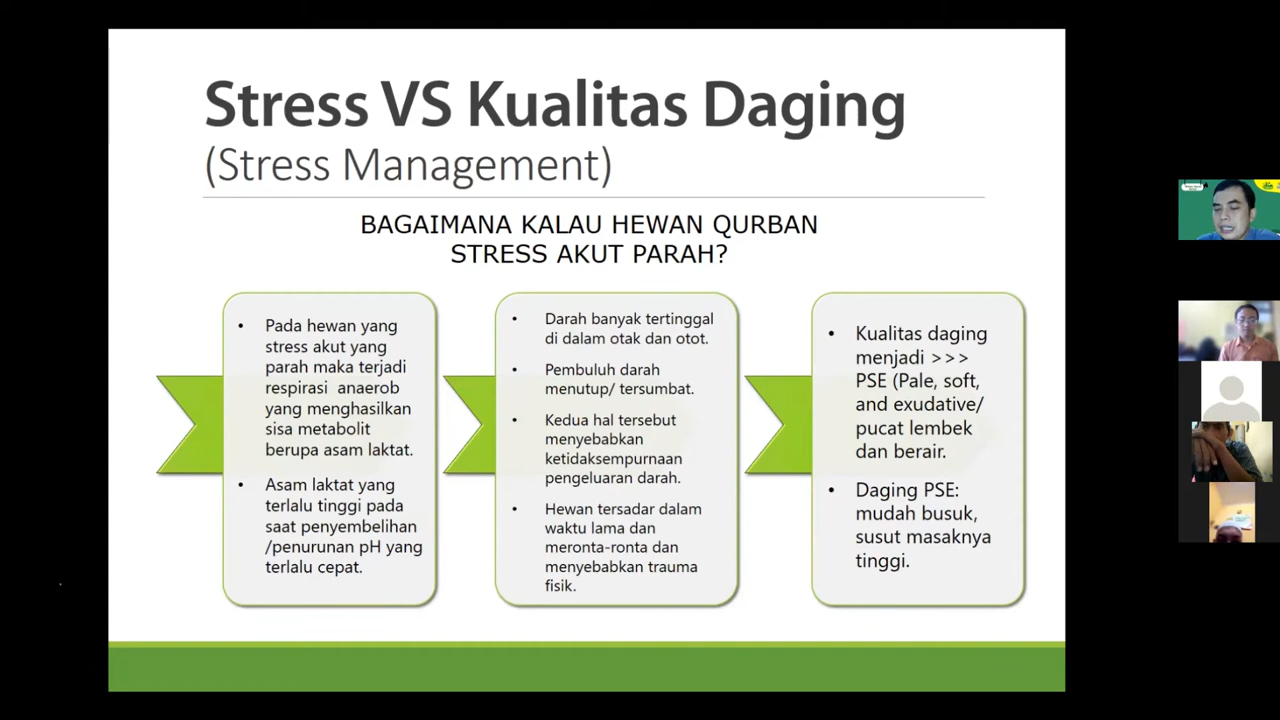 Stress VS Kualitas Daging
(Stress Management)
BAGAIMANA KALAU HEWAN QURBAN
STRESS AKUT PARAH?
• Pada hewan yang
stress akut yang
parah maka terjadi
respirasi anaerob
yang menghasilkan
sisa metabolit
berupa asam laktat.
• Asam laktat yang
terlalu tinggi pada
saat penyembelihan
/penurunan pH yang
terlalu cepat.
• Darah banyak tertinggal
di dalam otak dan otot.
• Pembuluh darah
menutup/ tersumbat.
• Kedua hal tersebut
menyebabkan
ketidaksempurnaan
pengeluaran darah.
• Hewan tersadar dalam
waktu lama dan
meronta-ronta dan
menyebabkan trauma
fisik.
• Kualitas daging
menjadi >>>
PSE (Pale, soft,
and exudative/
pucat lembek
dan berair.
• Daging PSE:
mudah busuk,
susut masaknya
tinggi.